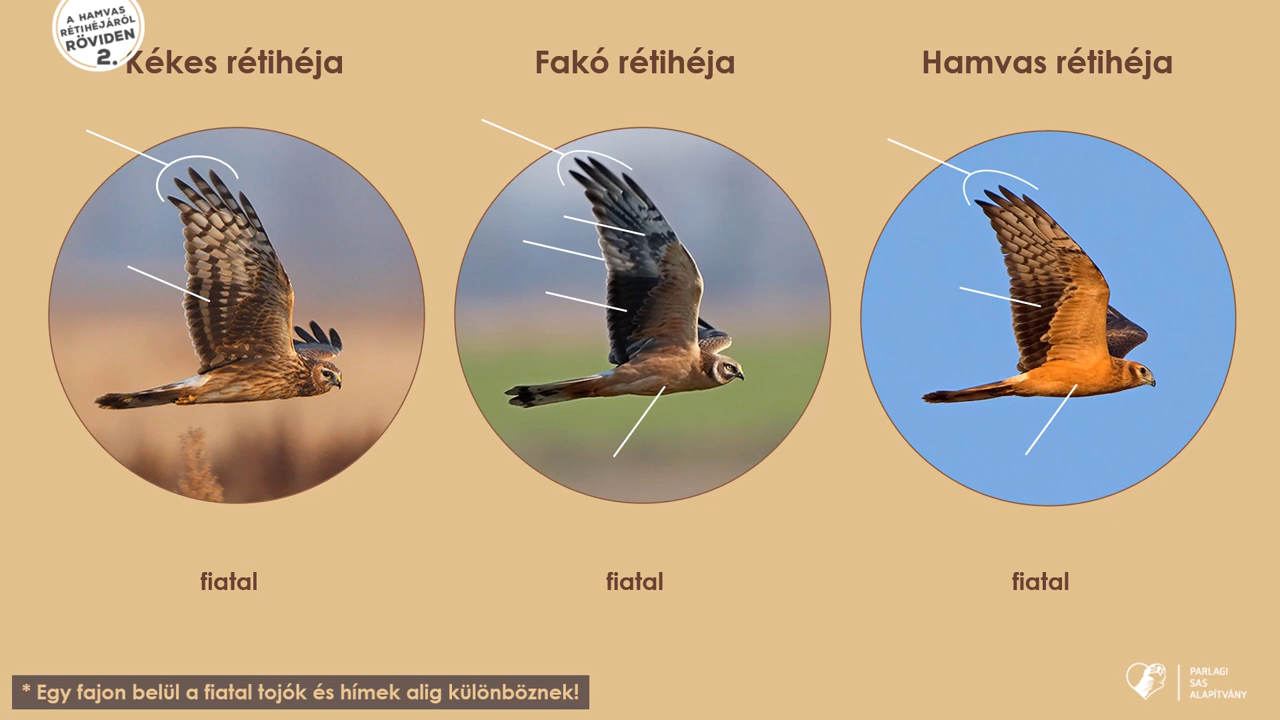 A HAMVAS
RÉTIHÉJÁRÓL
RÖVIDEN
2.
Kékes rétihéja
Fakó rétihéja
Hamvas rétihéja
fiatal
fiatal
fiatal
* Egy fajon belül a fiatal tojók és hímek alig különböznek!
PARLAGI
SAS
ALAPÍTVÁNY